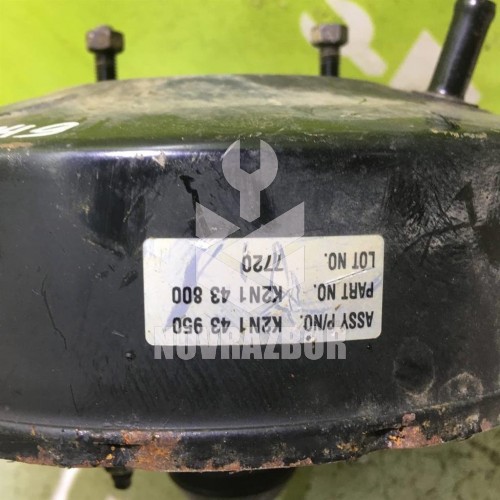 ASSY P/NO. K2N1 43 950
PART NO. K2N1 43 800
LOT NO. 7720
NOVRAZBOR